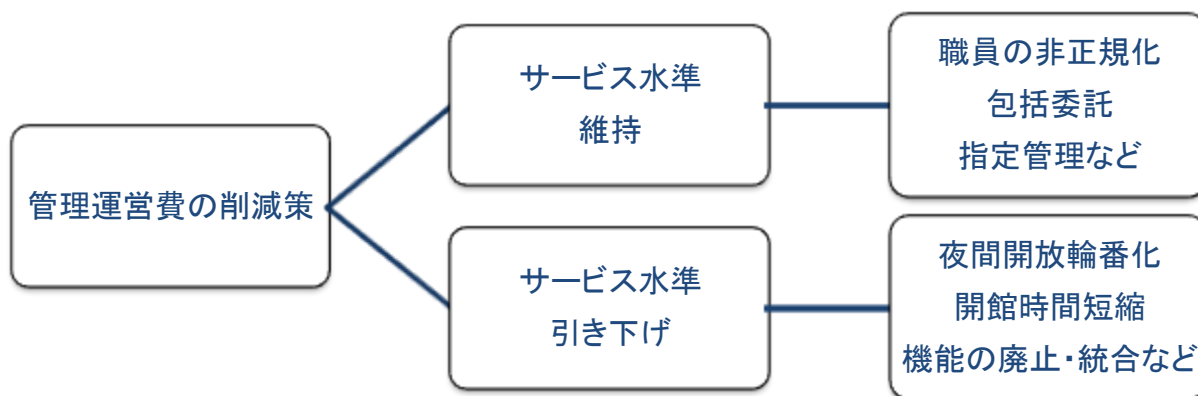 管理運営費の削減策
サービス水準
維持
職員の非正規化
包括委託
指定管理など
サービス水準
引き下げ
夜間開放輪番化
開館時間短縮
機能の廃止・統合など